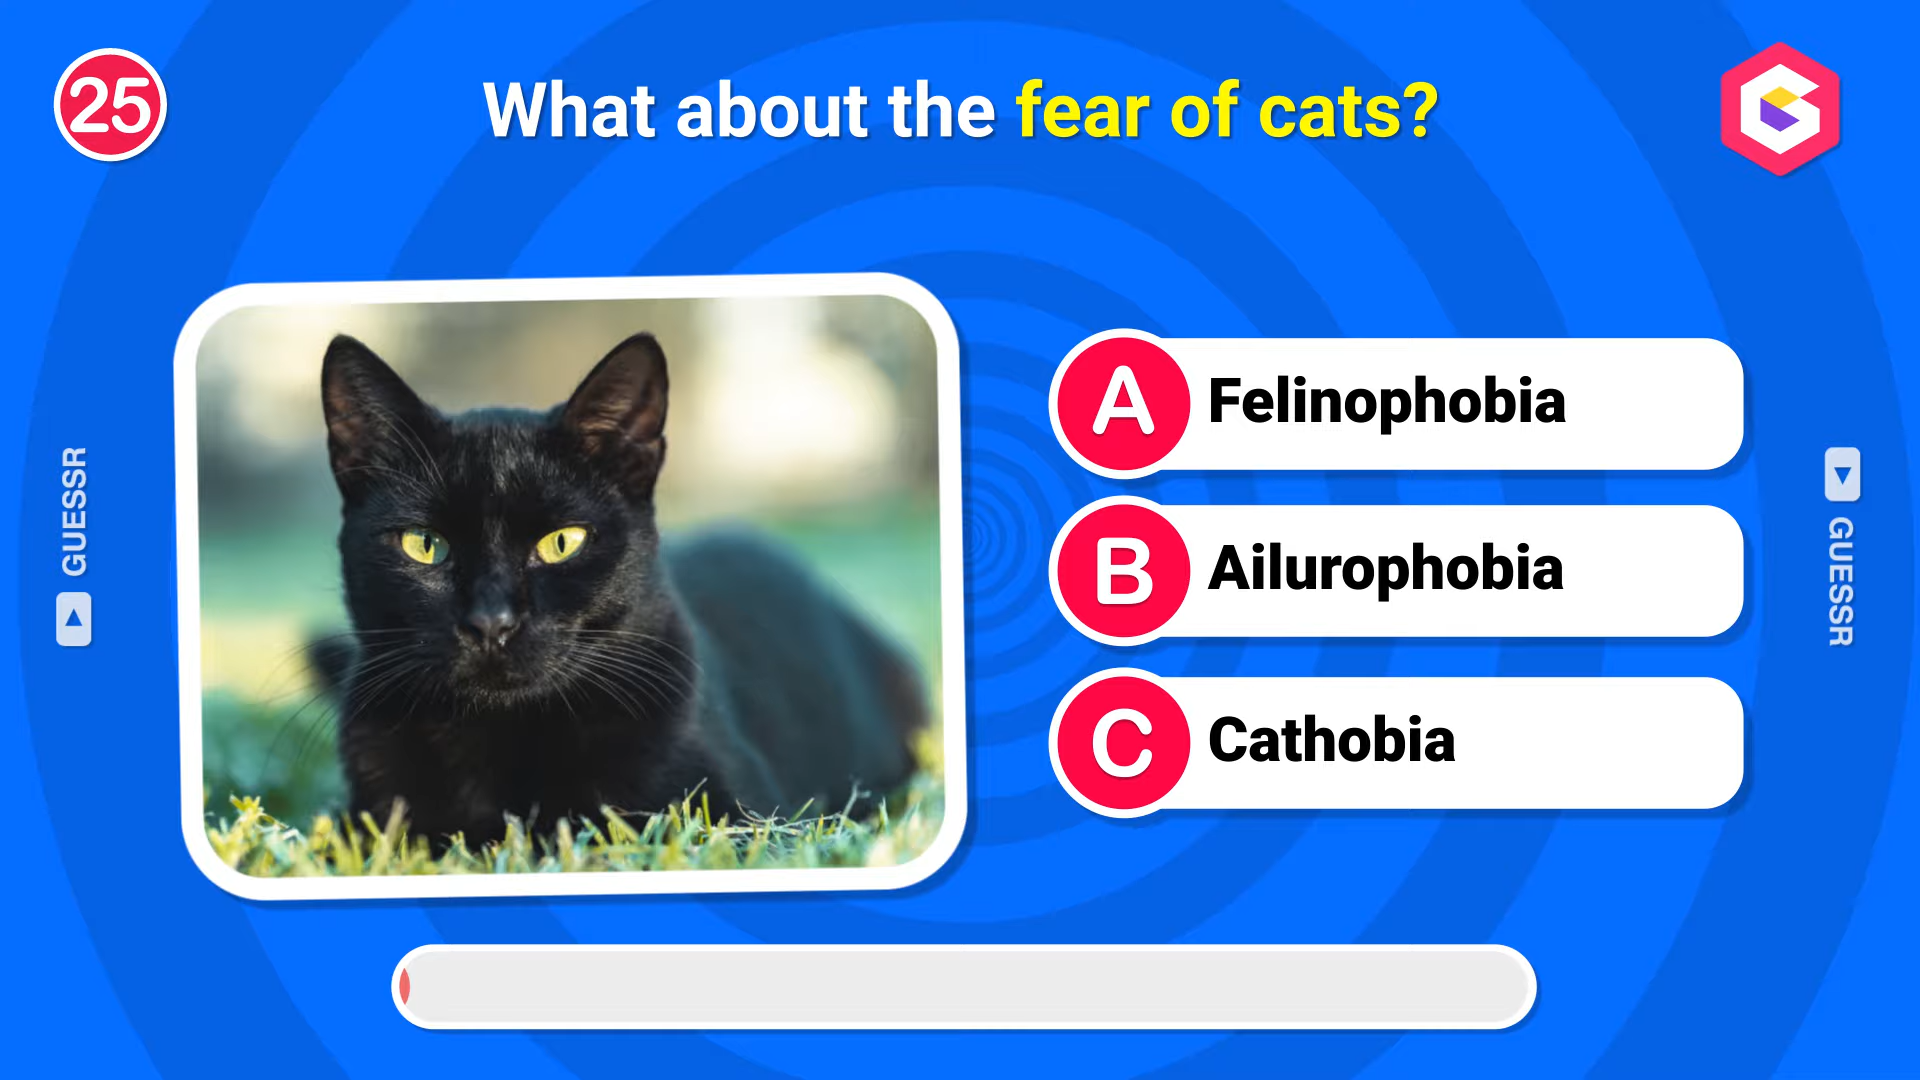 25
What about the fear of cats?
A Felinophobia
B Ailurophobia
C Cathobia
GUESSR
GUESSR